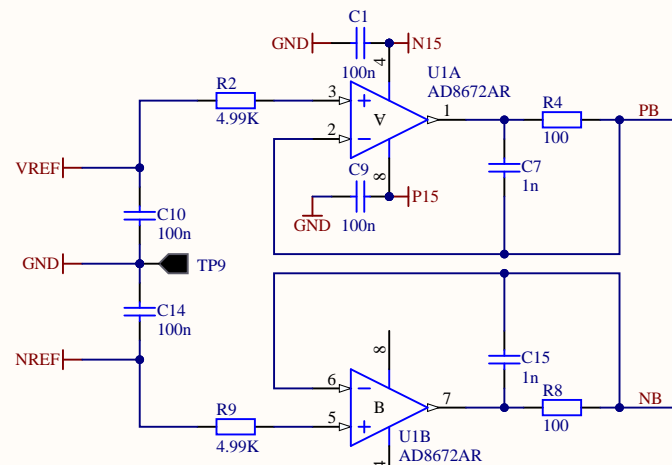 C1
GND
N15
100n
4
U1A
AD8672AR
R2
3
4.99K
A
1
R4
100
PB
2
VREF
C7
1n
8
C9
P15
100n
GND
C10
100n
GND
TP9
C14
100n
NREF
8
C15
1n
6
B
7
R8
100
NB
R9
5
4.99K
U1B
AD8672AR